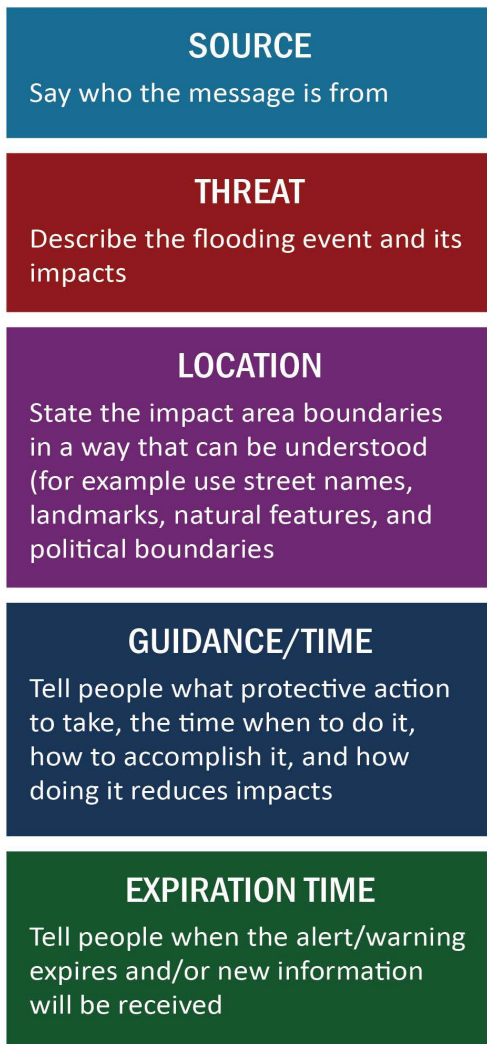 SOURCE
Say who the message is from
THREAT
Describe the flooding event and its
impacts
LOCATION
State the impact area boundaries
in a way that can be understood
(for example use street names,
landmarks, natural features, and
political boundaries
GUIDANCE/TIME
Tell people what protective action
to take, the time when to do it,
how to accomplish it, and how
doing it reduces impacts
EXPIRATION TIME
Tell people when the alert/warning
expires and/or new information
will be received